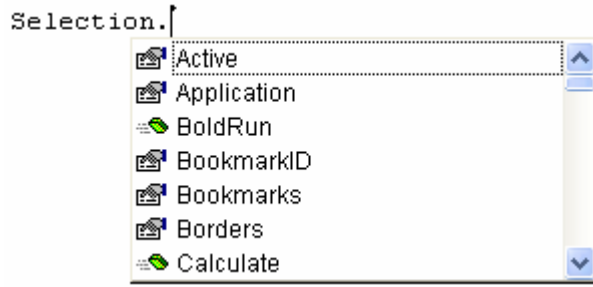 Selection.
Active
Application
BoldRun
BookmarkID
Bookmarks
Borders
Calculate